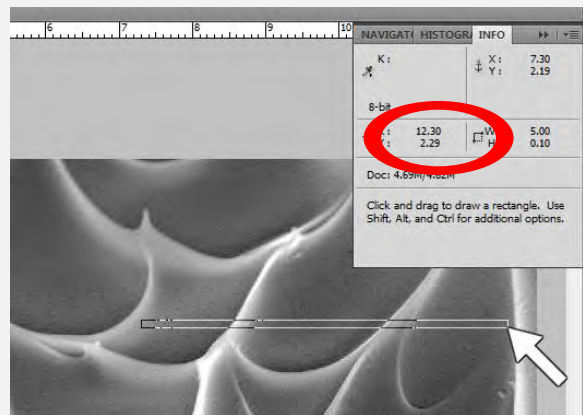 6 7 8 9 10
NAVIGAT HISTOGR INFO
K:
X: 7.30
Y: 2.19
8-bit
: 12.30 W 5.00
: 2.29 H 0.10
Doc: 4.69M/4.82M
Click and drag to draw a rectangle. Use
Shift, Alt, and Ctrl for additional options.